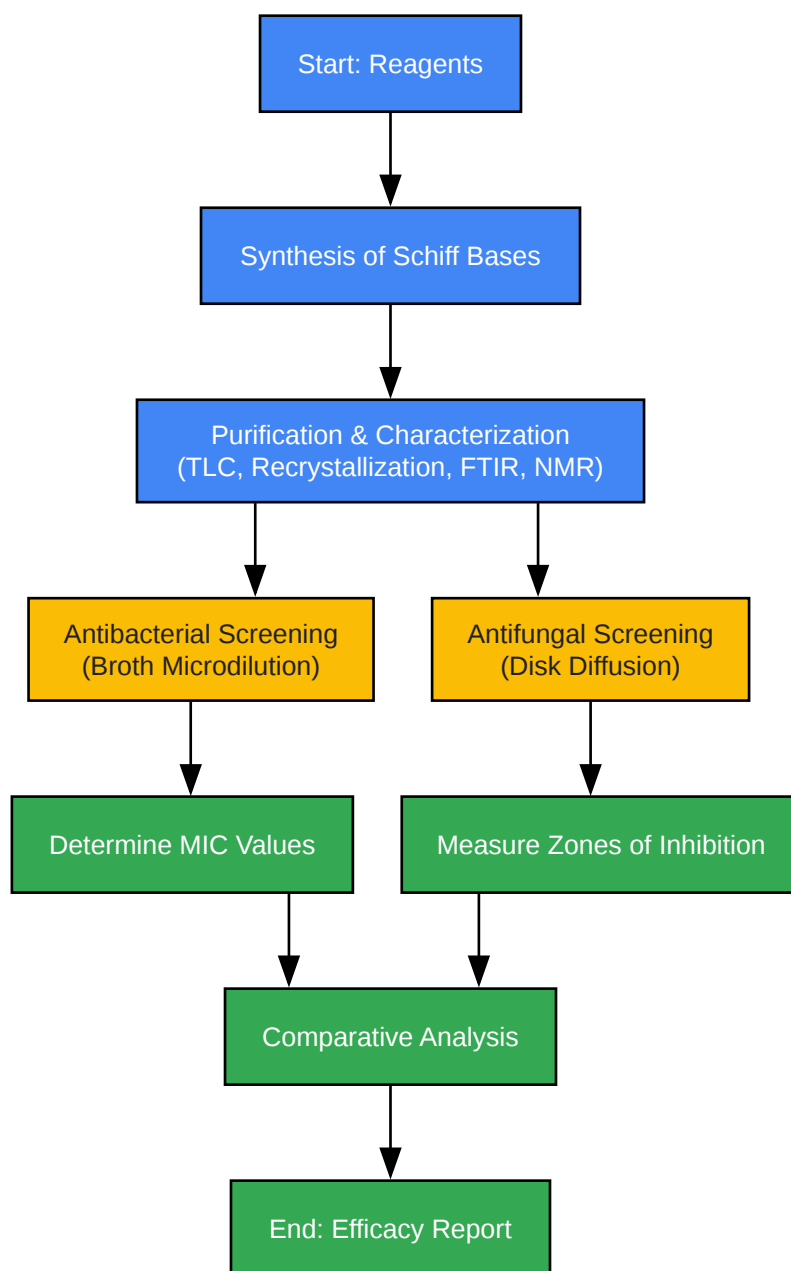 Start: Reagents
Synthesis of Schiff Bases
Purification & Characterization
(TLC, Recrystallization, FTIR, NMR)
Antibacterial Screening
(Broth Microdilution)
Antifungal Screening
(Disk Diffusion)
Determine MIC Values
Measure Zones of Inhibition
Comparative Analysis
End: Efficacy Report